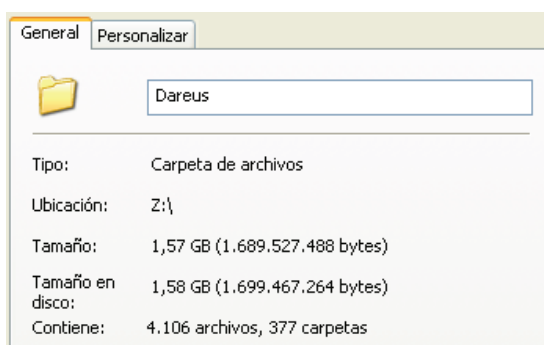 General Personalizar
Dareus
Tipo: Carpeta de archivos
Ubicación: Z:\
Tamaño: 1,57 GB (1.689.527.488 bytes)
Tamaño en
disco: 1,58 GB (1.699.467.264 bytes)
Contiene: 4.106 archivos, 377 carpetas